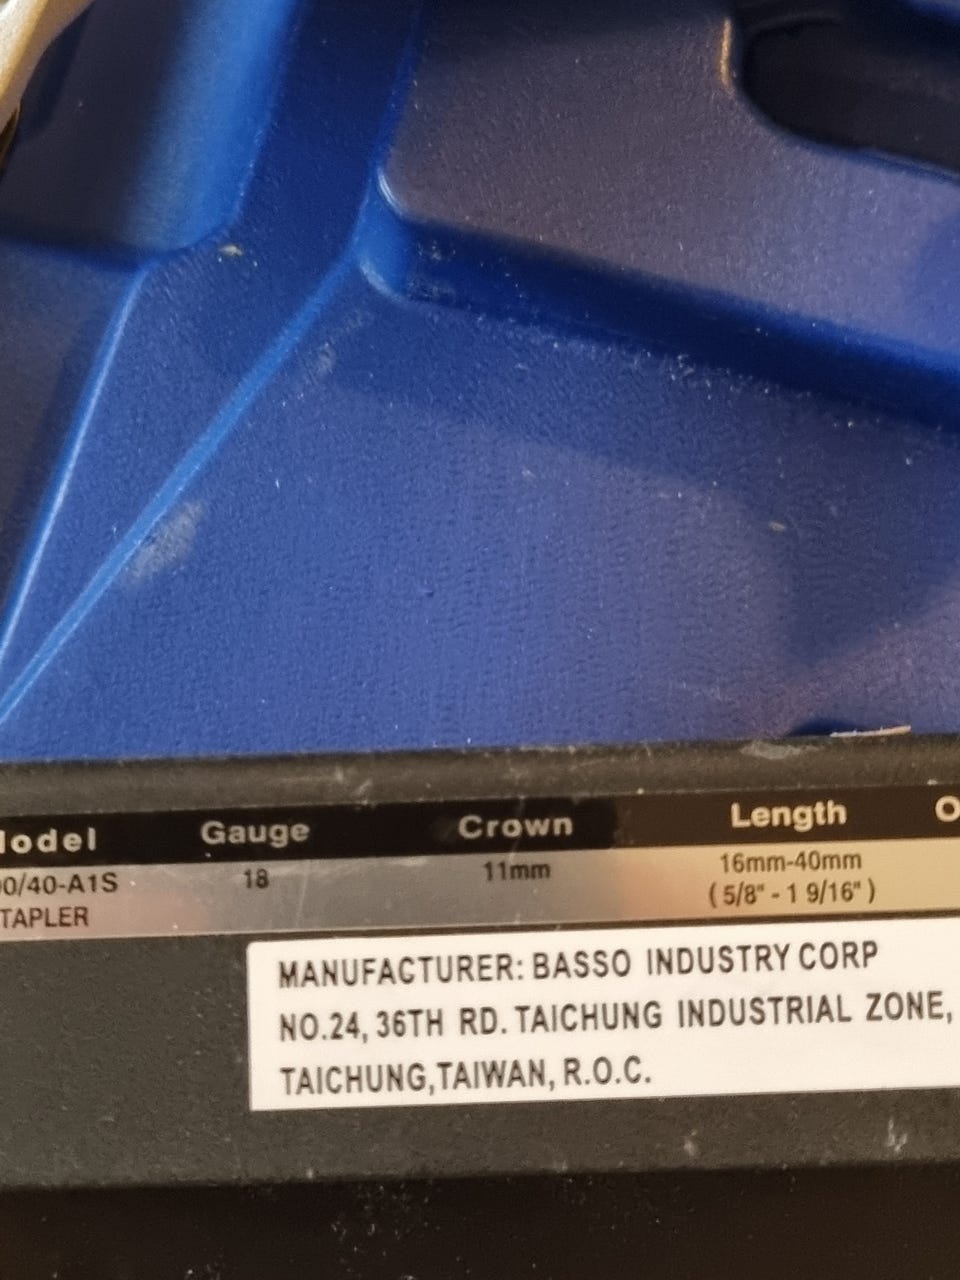 Model Gauge Crown Length
0/40-A1S 18 11mm 16mm-40mm
TAPLER ( 5/8" - 1 9/16" )
MANUFACTURER: BASSO INDUSTRY CORP
NO.24, 36TH RD. TAICHUNG INDUSTRIAL ZONE,
TAICHUNG,TAIWAN, R.O.C.